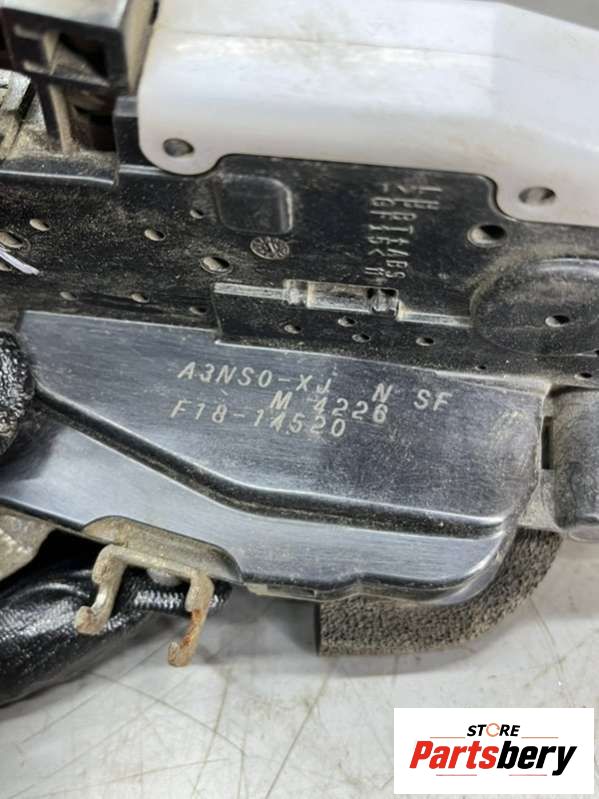 A3NS0-XJ N SF
M 4226
F18-14520
STORE
Partsbery